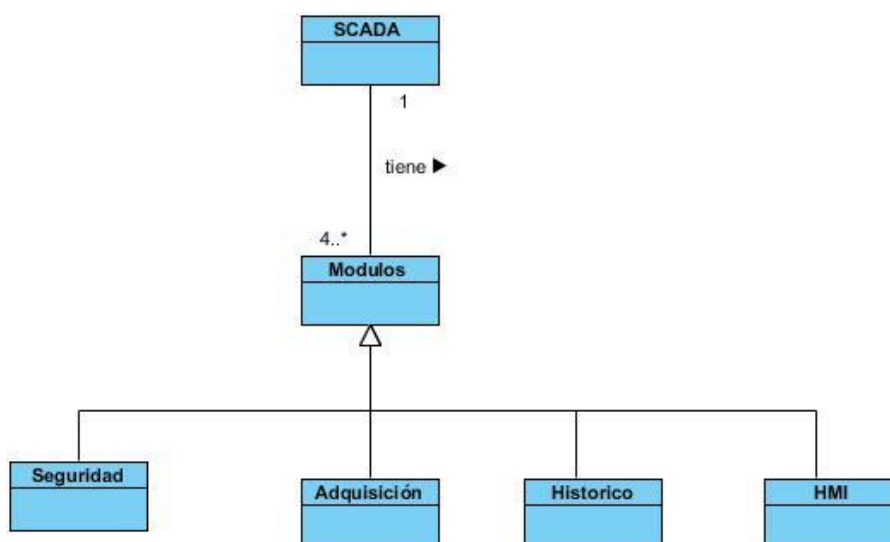 SCADA
1
tiene ▶
4..*
Modulos
Seguridad
Adquisición
Historico
HMI